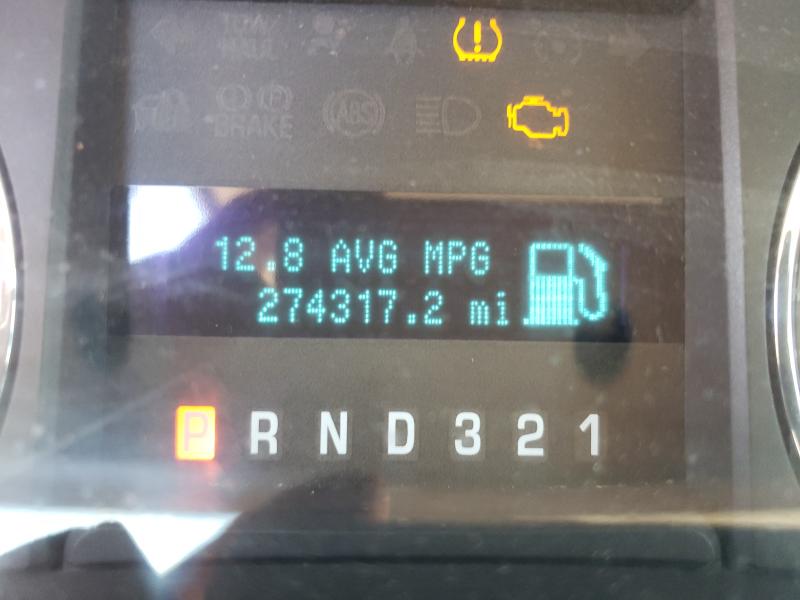 TOW/
HAUL
(!) (P)
BRAKE
ABS
12.8 AVG MPG
274317.2 mi
P R N D 3 2 1